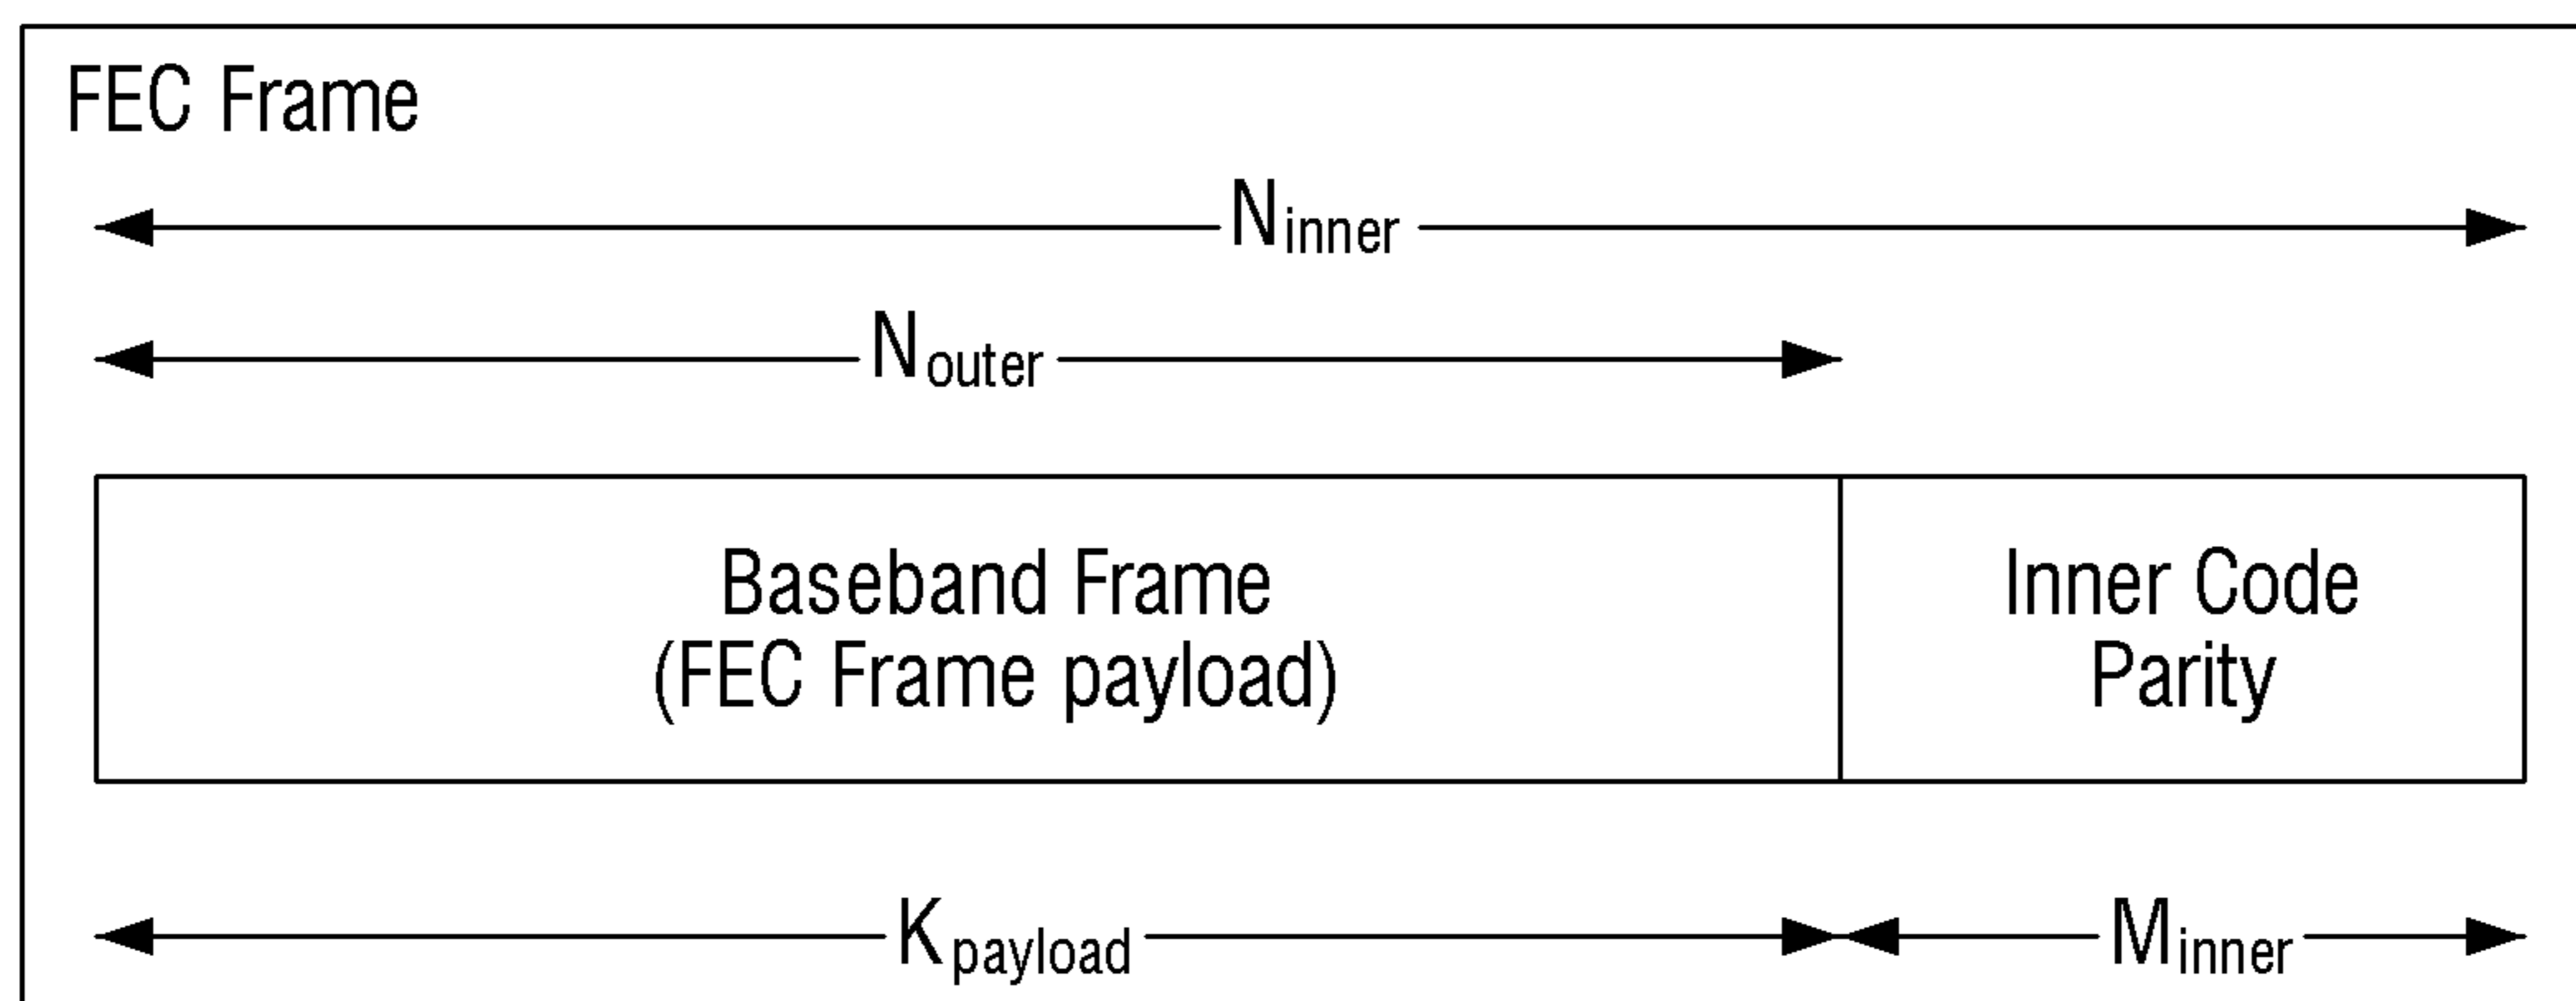 FEC Frame
Ninner
Nouter
Baseband Frame
(FEC Frame payload)
Inner Code
Parity
Kpayload
Minner